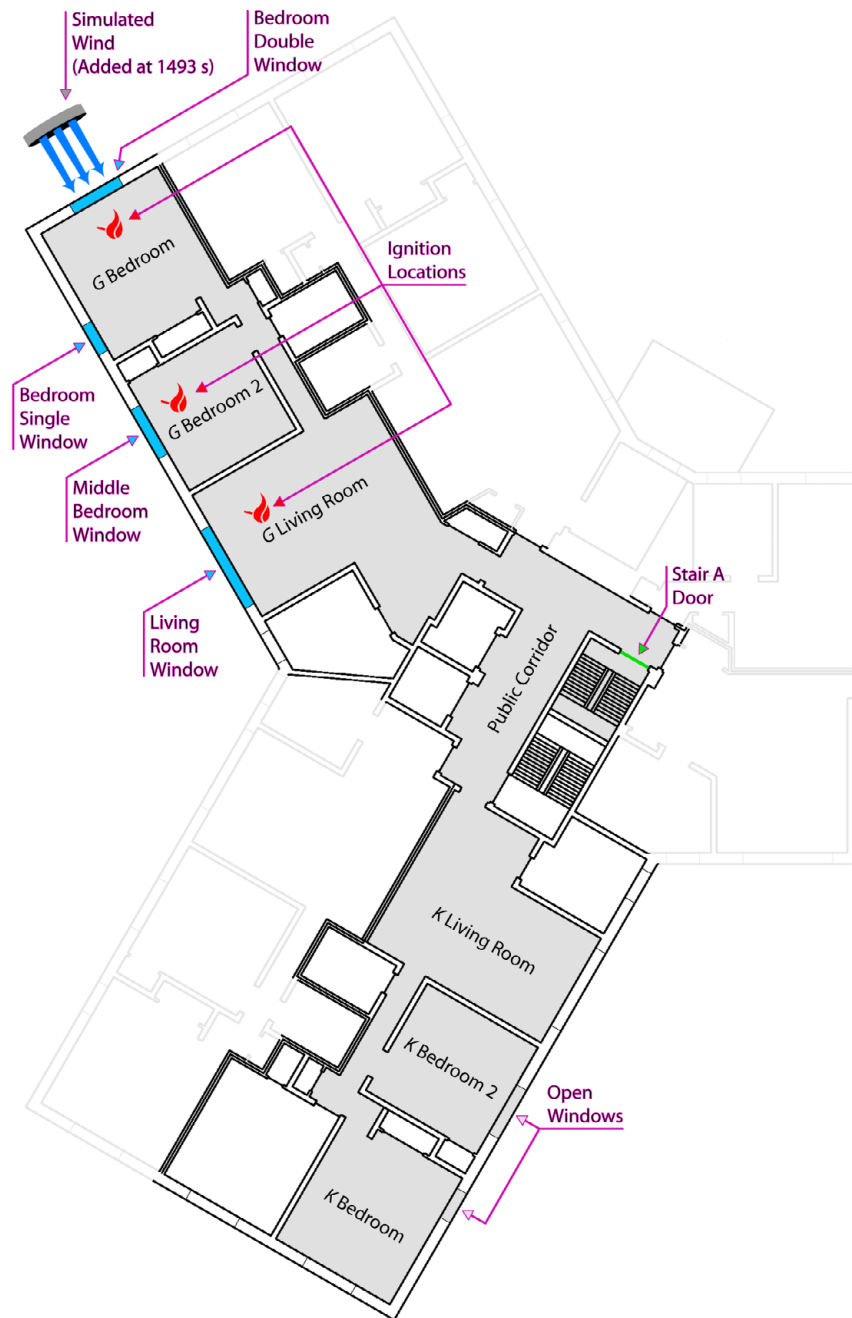 Simulated
Wind
(Added at 1493 s)
Bedroom
Double
Window
G Bedroom
Ignition
Locations
Bedroom
Single
Window
G Bedroom 2
Middle
Bedroom
Window
G Living Room
Stair A
Door
Living
Room
Window
Public Corridor
K Living Room
K Bedroom 2
Open
Windows
K Bedroom